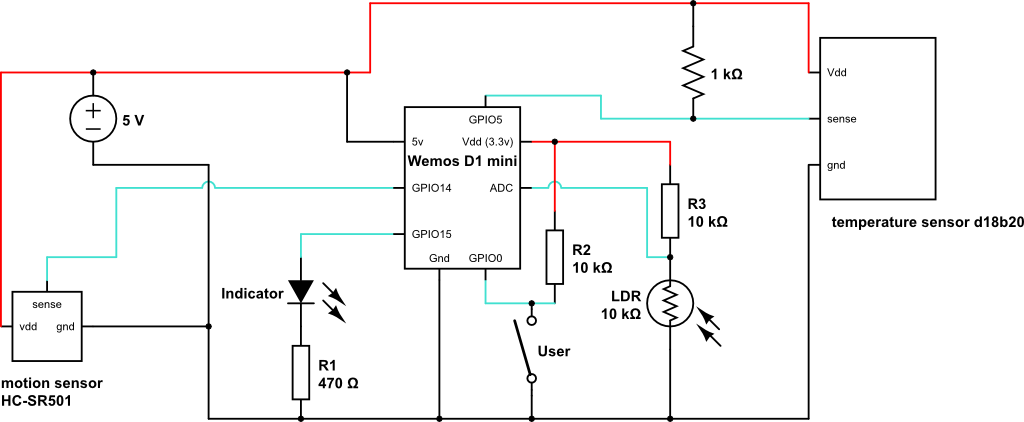 1 kΩ
Vdd
5 V
GPIO5
sense
5v
Vdd (3.3v)
Wemos D1 mini
gnd
GPIO14
ADC
R3
10 kΩ
temperature sensor d18b20
GPIO15
R2
10 kΩ
Gnd
GPIO0
Indicator
LDR
10 kΩ
sense
vdd
gnd
User
R1
470 Ω
motion sensor
HC-SR501